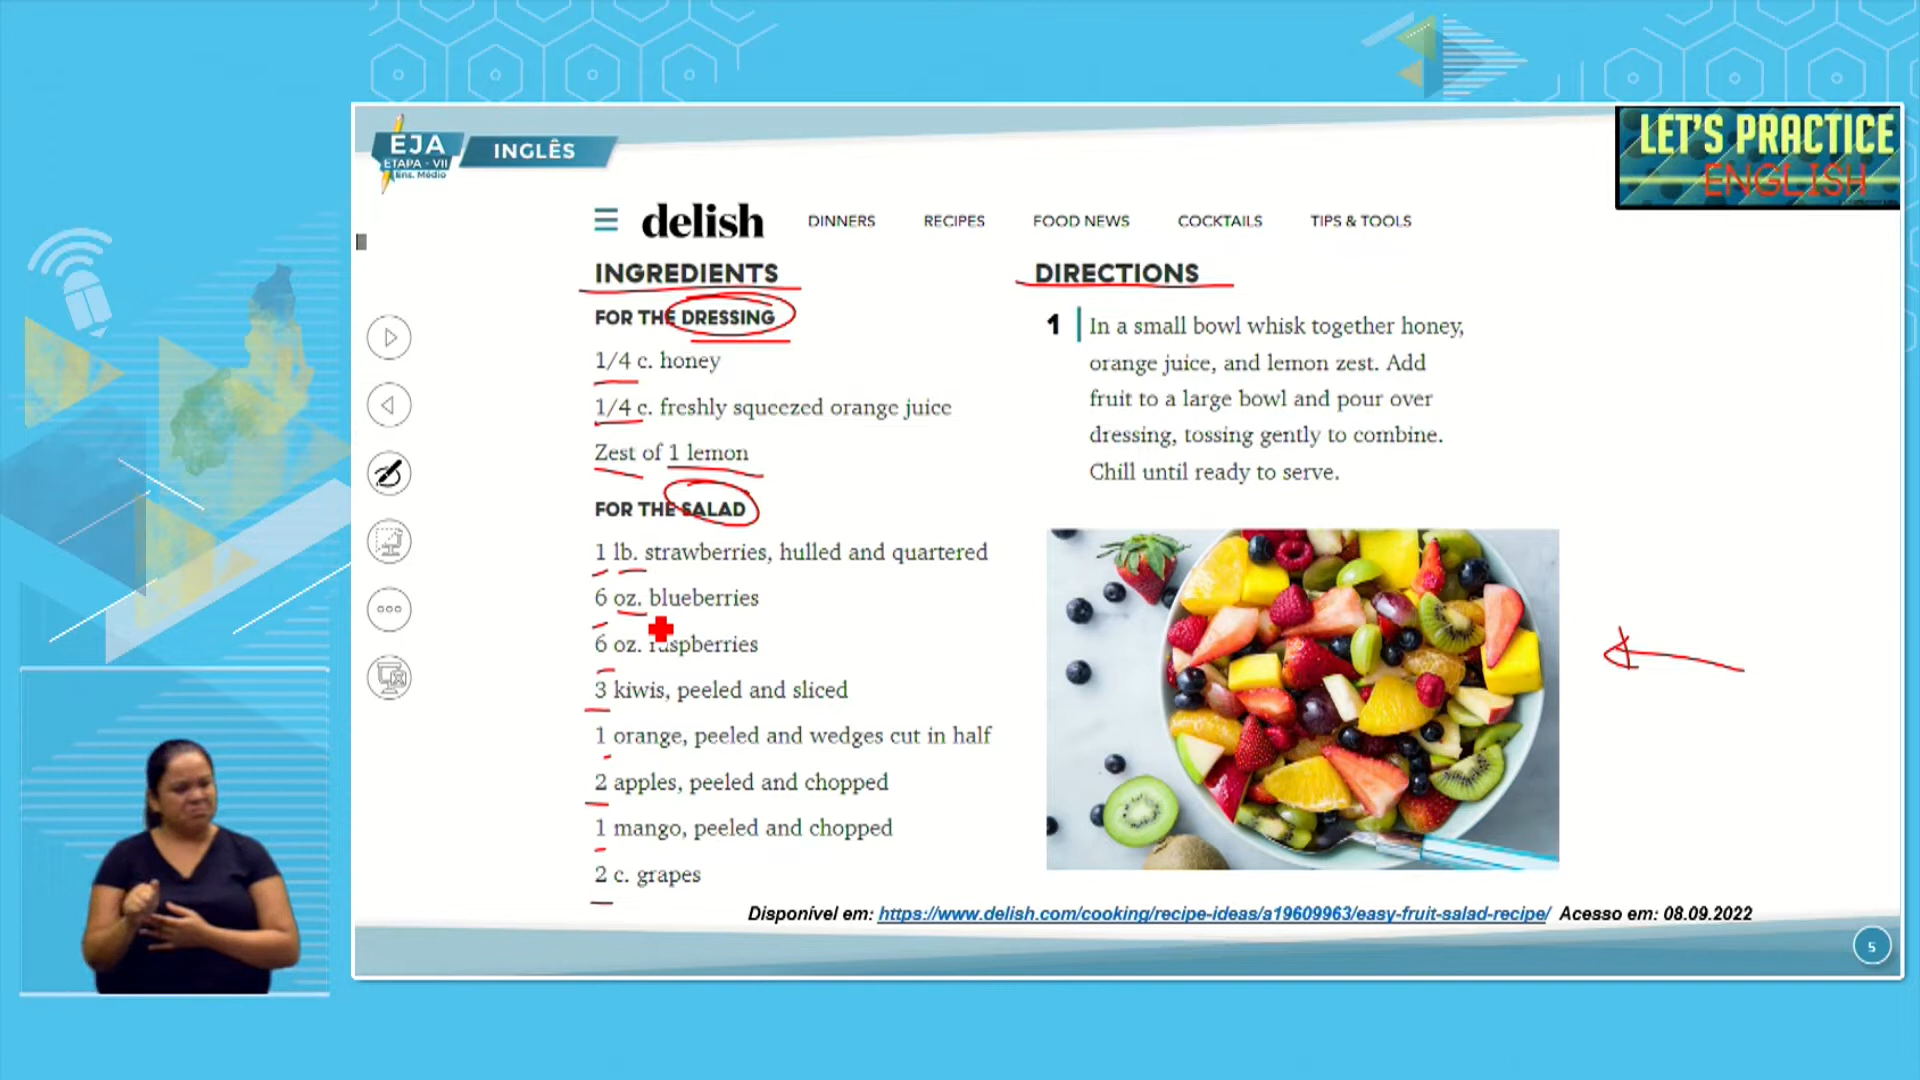 EJA
ETAPA - VII
Ens. Médio
INGLÊS
LET'S PRACTICE
ENGLISH
delish
DINNERS
RECIPES
FOOD NEWS
COCKTAILS
TIPS & TOOLS
INGREDIENTS
FOR THE DRESSING
1/4 c. honey
1/4 c. freshly squeezed orange juice
Zest of 1 lemon
FOR THE SALAD
1 lb. strawberries, hulled and quartered
6 oz. blueberries
6 oz. raspberries
3 kiwis, peeled and sliced
1 orange, peeled and wedges cut in half
2 apples, peeled and chopped
1 mango, peeled and chopped
2 c. grapes
DIRECTIONS
1 In a small bowl whisk together honey,
orange juice, and lemon zest. Add
fruit to a large bowl and pour over
dressing, tossing gently to combine.
Chill until ready to serve.
Disponível em: https://www.delish.com/cooking/recipe-ideas/a19609963/easy-fruit-salad-recipe/ Acesso em: 08.09.2022
5